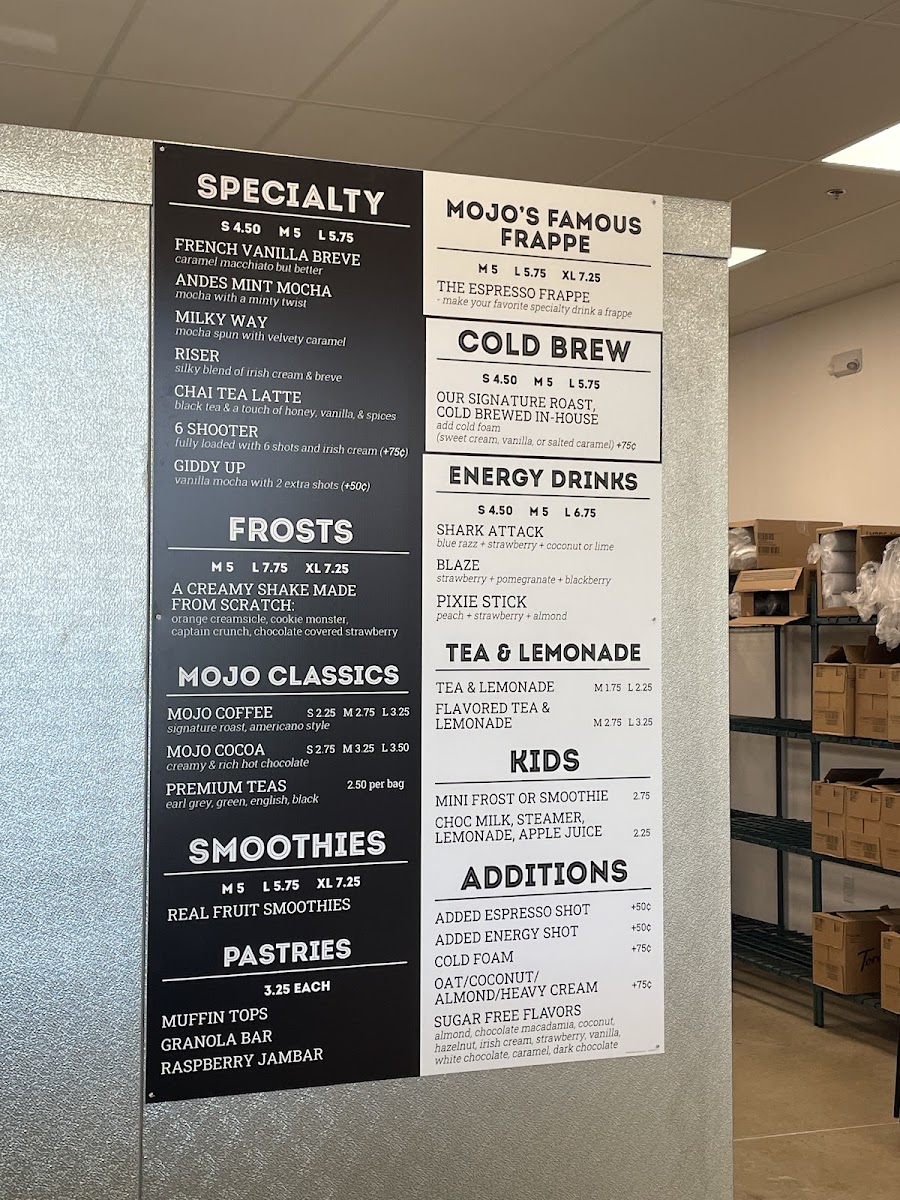 SPECIALTY
S 4.50 M 5 L 5.75
FRENCH VANILLA BREVE
caramel macchiato but better
ANDES MINT MOCHA
mocha with a minty twist
MILKY WAY
mocha spun with velvety caramel
RISER
silky blend of irish cream & breve
CHAI TEA LATTE
black tea & a touch of honey, vanilla, & spices
6 SHOOTER
fully loaded with 6 shots and irish cream (+75¢)
GIDDY UP
vanilla mocha with 2 extra shots (+50¢)
FROSTS
M 5 L 7.75 XL 7.25
A CREAMY SHAKE MADE
FROM SCRATCH:
orange creamsicle, cookie monster,
captain crunch, chocolate covered strawberry
MOJO CLASSICS
MOJO COFFEE S 2.25 M 2.75 L 3.25
signature roast, americano style
MOJO COCOA S 2.75 M 3.25 L 3.50
creamy & rich hot chocolate
PREMIUM TEAS 2.50 per bag
earl grey, green, english, black
SMOOTHIES
M 5 L 5.75 XL 7.25
REAL FRUIT SMOOTHIES
PASTRIES
3.25 EACH
MUFFIN TOPS
GRANOLA BAR
RASPBERRY JAMBAR
MOJO'S FAMOUS
FRAPPE
M 5 L 5.75 XL 7.25
THE ESPRESSO FRAPPE
- make your favorite specialty drink a frappe
COLD BREW
S 4.50 M 5 L 5.75
OUR SIGNATURE ROAST,
COLD BREWED IN-HOUSE
add cold foam
(sweet cream, vanilla, or salted caramel) +75¢
ENERGY DRINKS
S 4.50 M 5 L 6.75
SHARK ATTACK
blue razz + strawberry + coconut or lime
BLAZE
strawberry + pomegranate + blackberry
PIXIE STICK
peach + strawberry + almond
TEA & LEMONADE
TEA & LEMONADE M 1.75 L 2.25
FLAVORED TEA &
LEMONADE M 2.75 L 3.25
KIDS
MINI FROST OR SMOOTHIE 2.75
CHOC MILK, STEAMER,
LEMONADE, APPLE JUICE 2.25
ADDITIONS
ADDED ESPRESSO SHOT +50¢
ADDED ENERGY SHOT +50¢
COLD FOAM +75¢
OAT/COCONUT/
ALMOND/HEAVY CREAM +75¢
SUGAR FREE FLAVORS
almond, chocolate macadamia, coconut,
hazelnut, irish cream, strawberry, vanilla,
white chocolate, caramel, dark chocolate